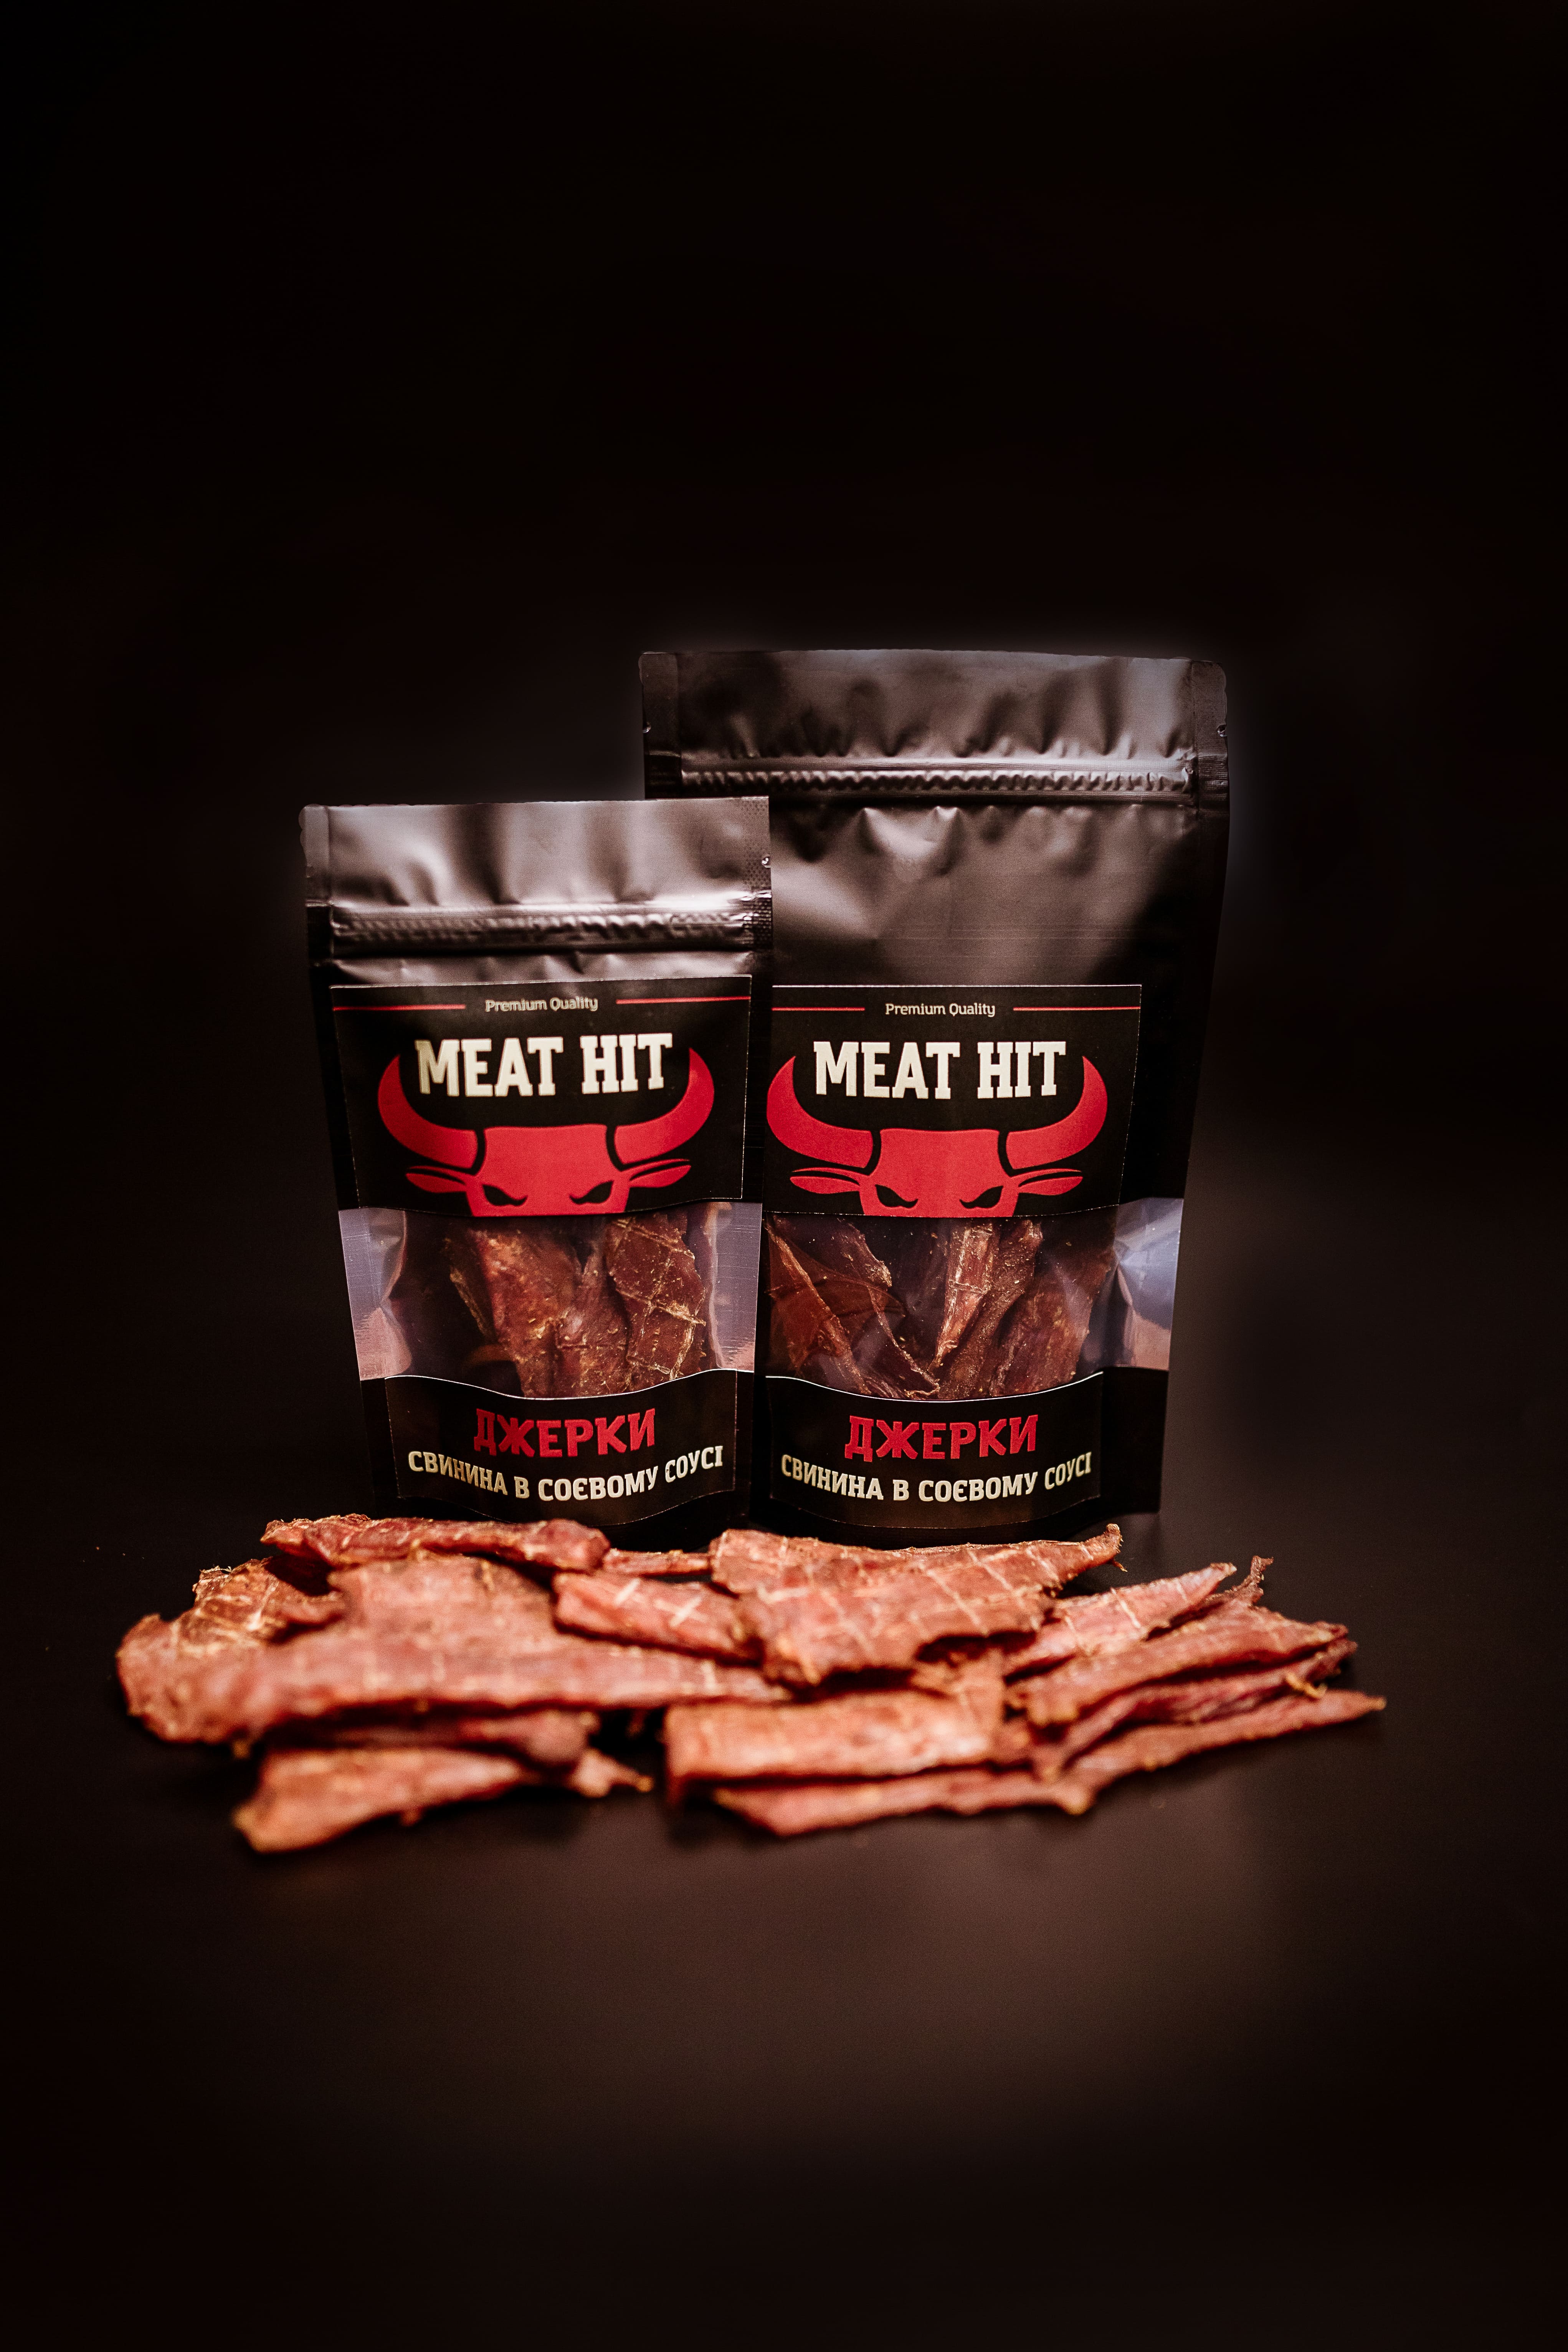 Premium Quality
MEAT HIT
ДЖЕРКИ
СВИНИНА В СОЄВОМУ СОУСІ
Premium Quality
MEAT HIT
ДЖЕРКИ
СВИНИНА В СОЄВОМУ СОУСІ